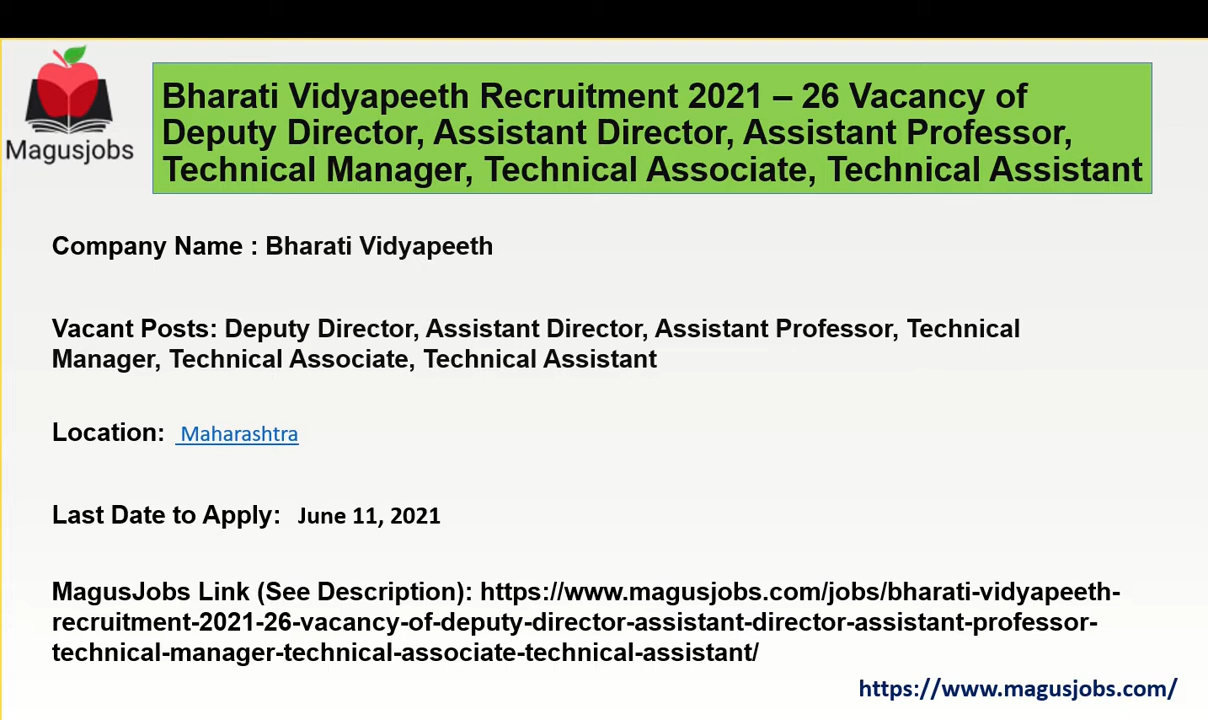 Magusjobs
Bharati Vidyapeeth Recruitment 2021 – 26 Vacancy of
Deputy Director, Assistant Director, Assistant Professor,
Technical Manager, Technical Associate, Technical Assistant
Company Name : Bharati Vidyapeeth
Vacant Posts: Deputy Director, Assistant Director, Assistant Professor, Technical
Manager, Technical Associate, Technical Assistant
Location: Maharashtra
Last Date to Apply: June 11, 2021
MagusJobs Link (See Description): https://www.magusjobs.com/jobs/bharati-vidyapeeth-
recruitment-2021-26-vacancy-of-deputy-director-assistant-director-assistant-professor-
technical-manager-technical-associate-technical-assistant/
https://www.magusjobs.com/